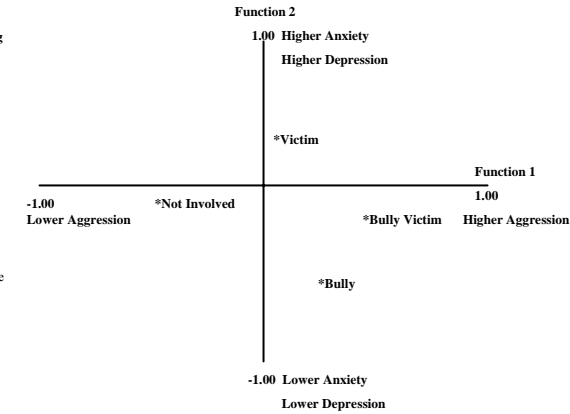 Function 2
1.00 Higher Anxiety
Higher Depression
*Victim
Function 1
1.00
-1.00
*Not Involved
Lower Aggression
*Bully Victim
Higher Aggression
*Bully
-1.00 Lower Anxiety
Lower Depression